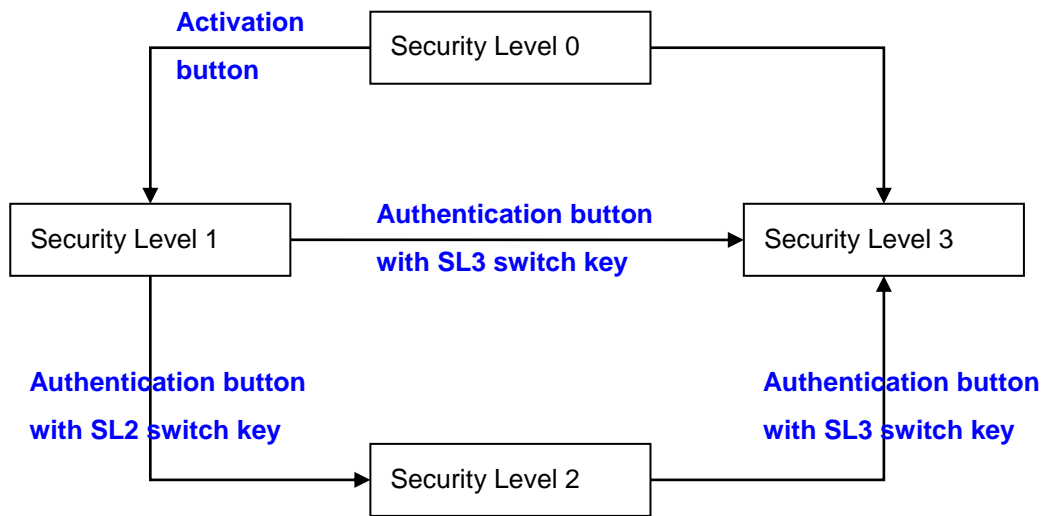 Activation
button
Security Level 0
Security Level 1
Authentication button
with SL3 switch key
Security Level 3
Authentication button
with SL2 switch key
Authentication button
with SL3 switch key
Security Level 2